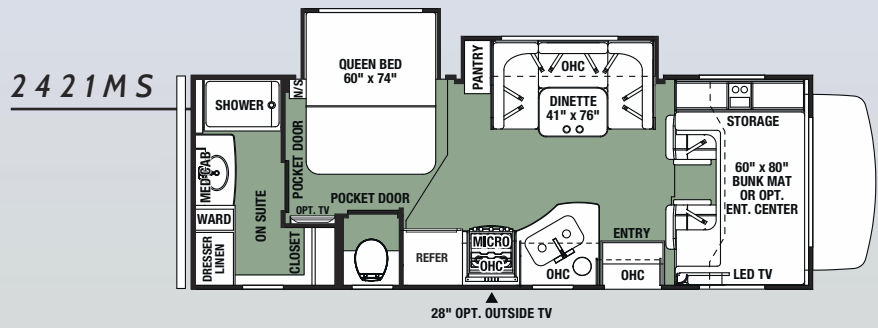 2421MS
SHOWER
MED CAB
WARD
DRESSER
LINEN
ON SUITE
CLOSET
N/S
POCKET DOOR
OPT. TV
QUEEN BED
60" x 74"
POCKET DOOR
REFER
MICRO
OHC
28" OPT. OUTSIDE TV
PANTRY
OHC
DINETTE
41" x 76"
OHC
ENTRY
OHC
STORAGE
60" x 80"
BUNK MAT
OR OPT.
ENT. CENTER
LED TV